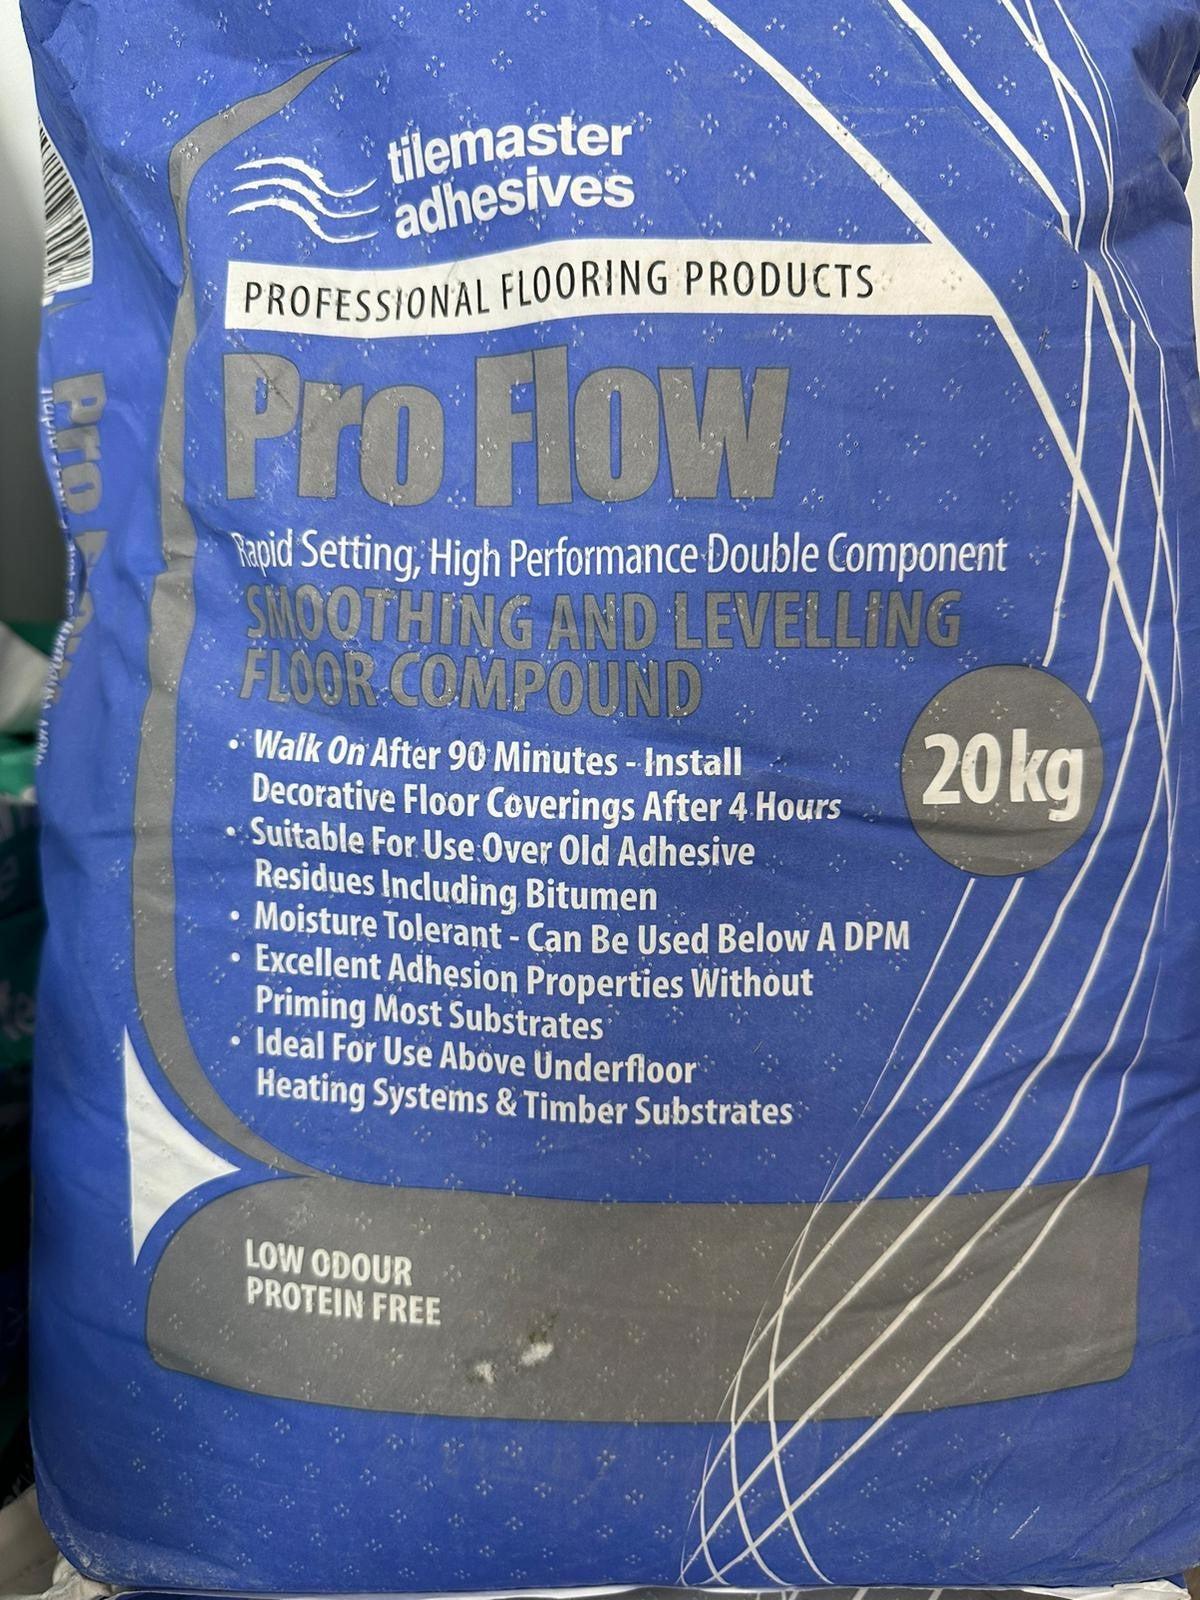 tilemaster
adhesives
PROFESSIONAL FLOORING PRODUCTS
Pro Flow
Rapid Setting, High Performance Double Component
SMOOTHING AND LEVELLING
FLOOR COMPOUND
20kg
• Walk On After 90 Minutes - Install
Decorative Floor Coverings After 4 Hours
• Suitable For Use Over Old Adhesive
Residues Including Bitumen
• Moisture Tolerant - Can Be Used Below A DPM
• Excellent Adhesion Properties Without
Priming Most Substrates
• Ideal For Use Above Underfloor
Heating Systems & Timber Substrates
LOW ODOUR
PROTEIN FREE
Pro